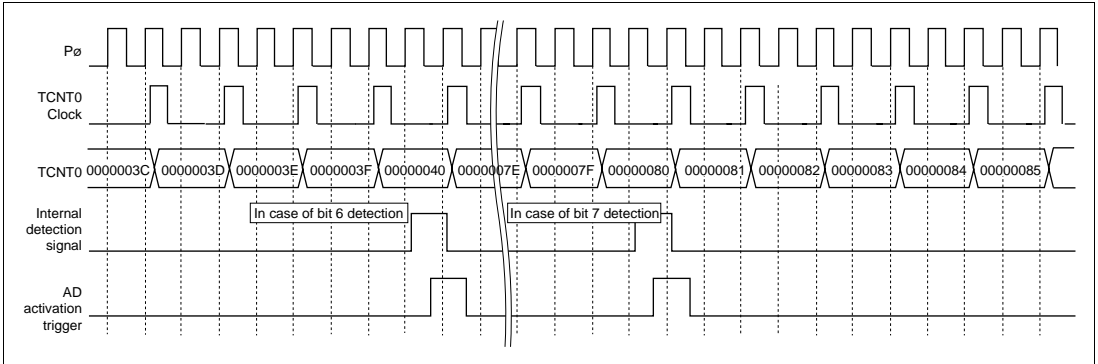 Pø
TCNT0
Clock
TCNT0 0000003C 0000003D 0000003E 0000003F 00000040 0000007E 0000007F 00000080 00000081 00000082 00000083 00000084 00000085
Internal
detection
signal
In case of bit 6 detection
In case of bit 7 detection
AD
activation
trigger